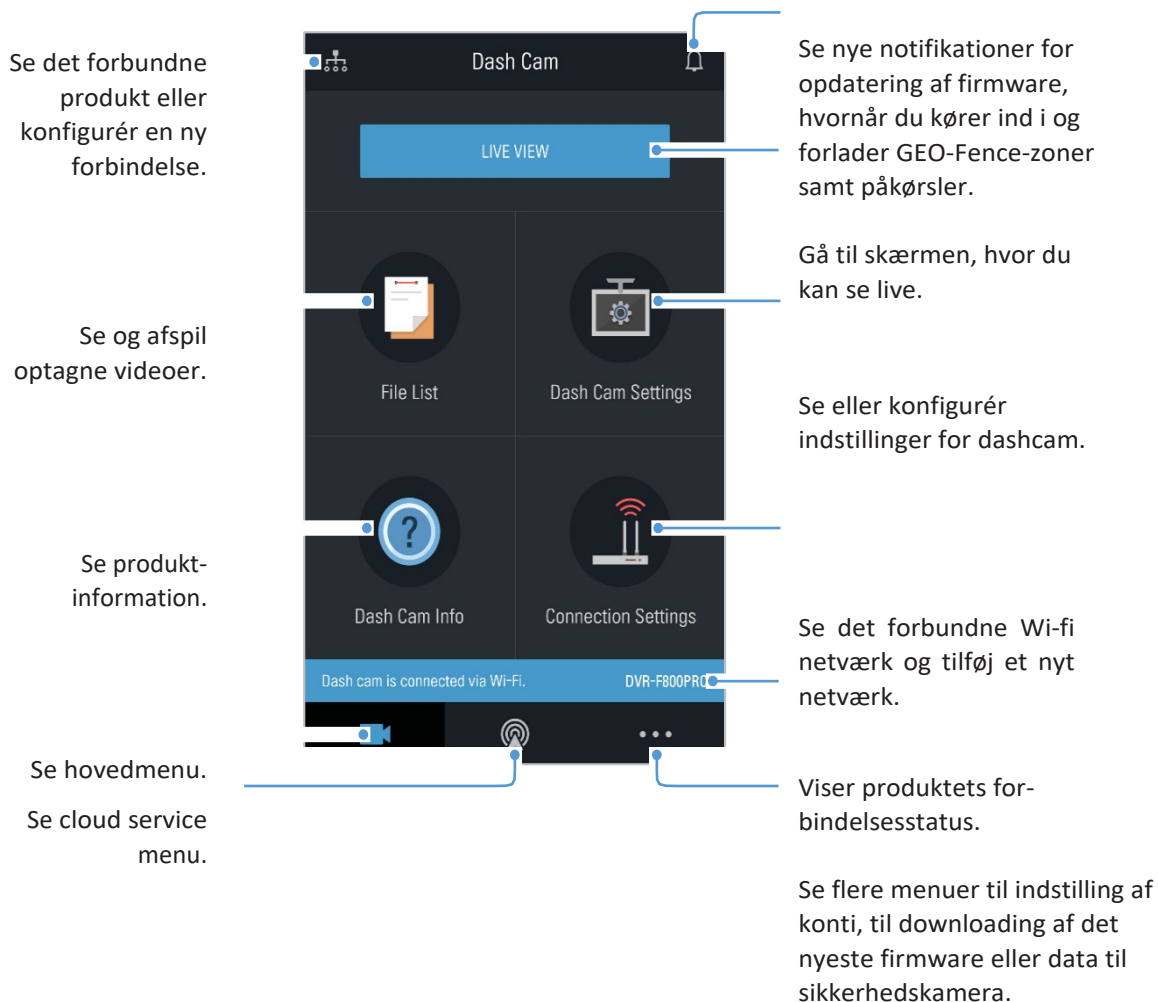 Se det forbundne
produkt eller
konfigurér en ny
forbindelse.
Se og afspil
optagne videoer.
Se produkt-
information.
Se hovedmenu.
Se cloud service
menu.
Dash Cam
LIVE VIEW
File List
Dash Cam Settings
Dash Cam Info
Connection Settings
Dash cam is connected via Wi-Fi.
DVR-F800PRO
Se nye notifikationer for
opdatering af firmware,
hvornår du kører ind i og
forlader GEO-Fence-zoner
samt påkørsler.
Gå til skærmen, hvor du
kan se live.
Se eller konfigurér
indstillinger for dashcam.
Se det forbundne Wi-fi
netværk og tilføj et nyt
netværk.
Viser produktets for-
bindelsesstatus.
Se flere menuer til indstilling af
konti, til downloading af det
nyeste firmware eller data til
sikkerhedskamera.